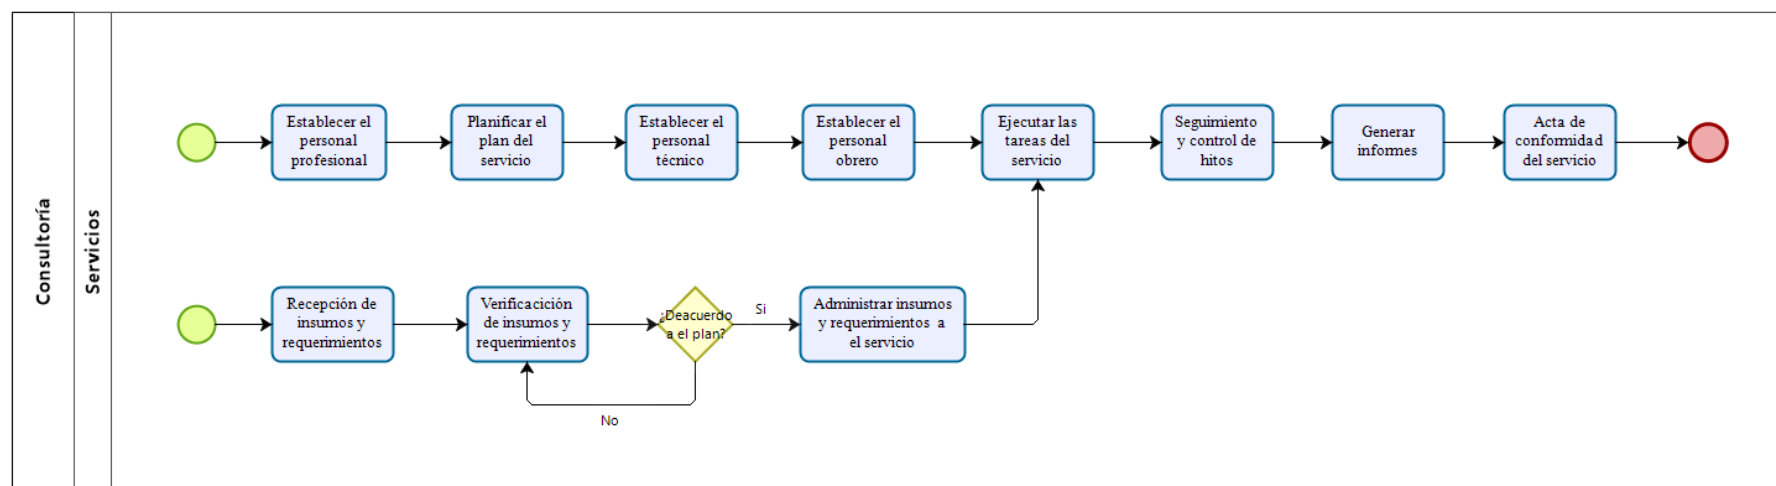 Consultoría
Servicios
Establecer el
personal
profesional
Planificar el
plan del
servicio
Establecer el
personal
técnico
Establecer el
personal
obrero
Ejecutar las
tareas del
servicio
Seguimiento
y control de
hitos
Generar
informes
Acta de
conformidad
del servicio
Recepción de
insumos y
requerimientos
Verificacición
de insumos y
requerimientos
¿Deacuerdo
a el plan?
Si
No
Administrar insumos
y requerimientos a
el servicio